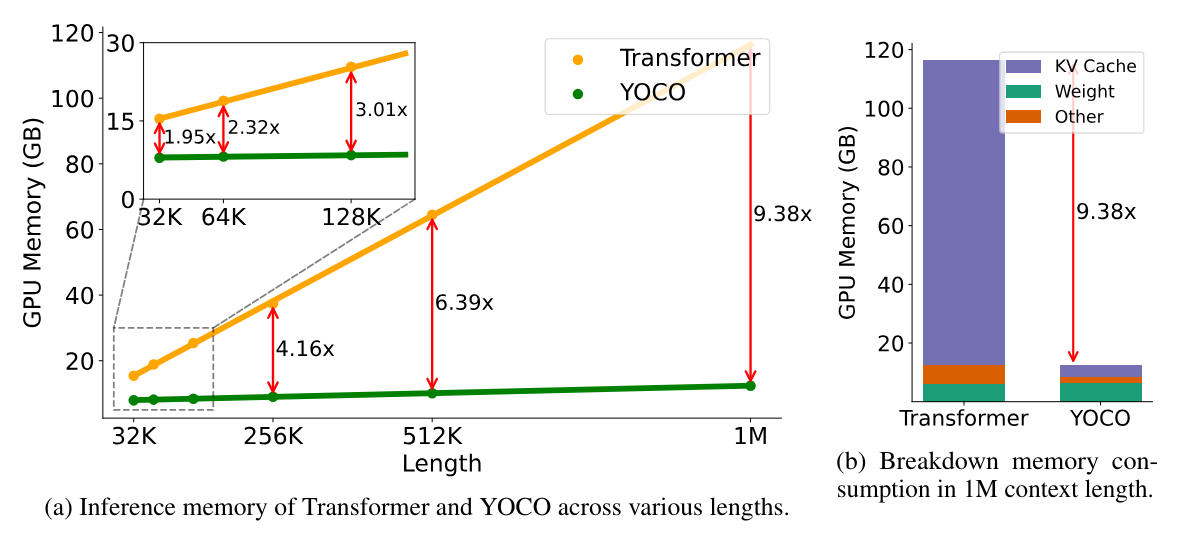 120
100
80
60
40
20
GPU Memory (GB)
30
15
0
32K 64K 128K
1.95x
2.32x
3.01x
Transformer
YOCO
4.16x
6.39x
9.38x
32K 256K 512K 1M
Length
(a) Inference memory of Transformer and YOCO across various lengths.
120
100
80
60
40
20
GPU Memory (GB)
KV Cache
Weight
Other
9.38x
Transformer YOCO
(b) Breakdown memory con-
sumption in 1M context length.